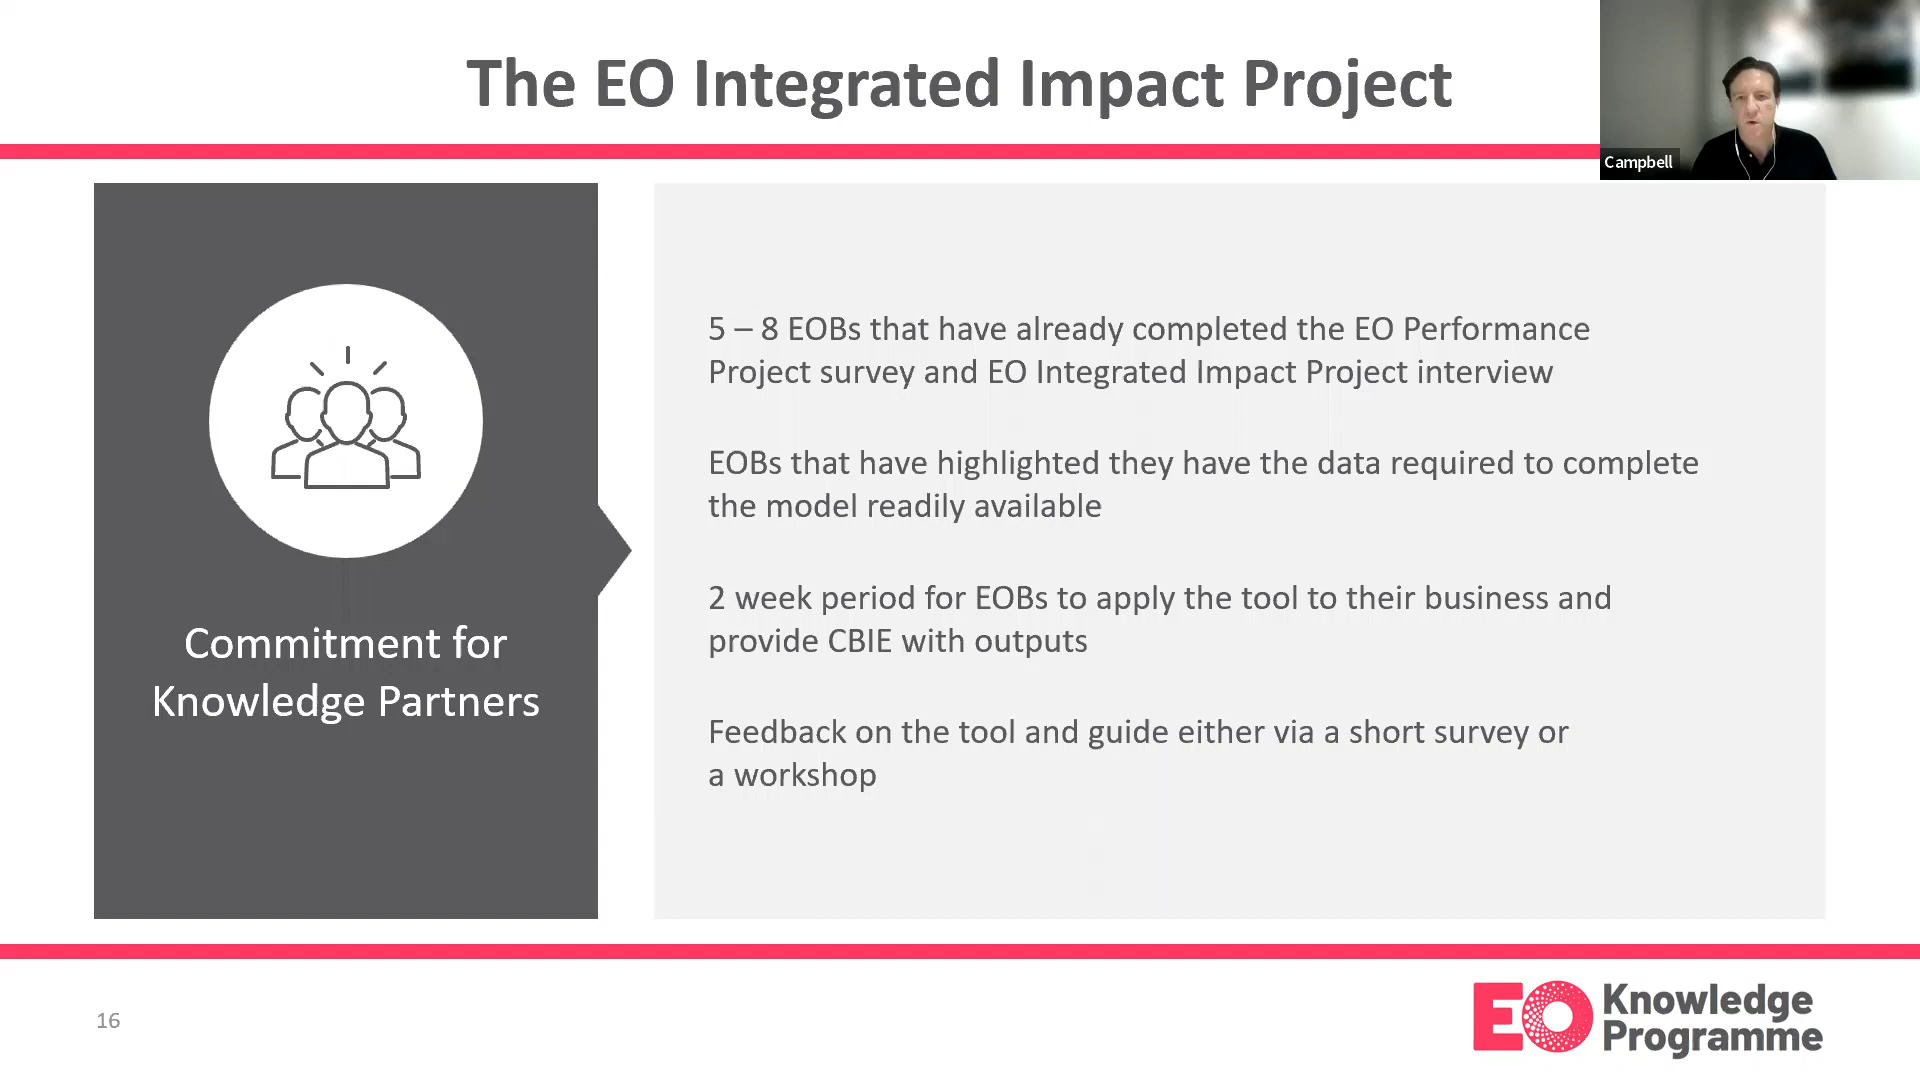 The EO Integrated Impact Project
Campbell
Commitment for
Knowledge Partners
5 – 8 EOBs that have already completed the EO Performance
Project survey and EO Integrated Impact Project interview
EOBs that have highlighted they have the data required to complete
the model readily available
2 week period for EOBs to apply the tool to their business and
provide CBIE with outputs
Feedback on the tool and guide either via a short survey or
a workshop
16
EO Knowledge
Programme